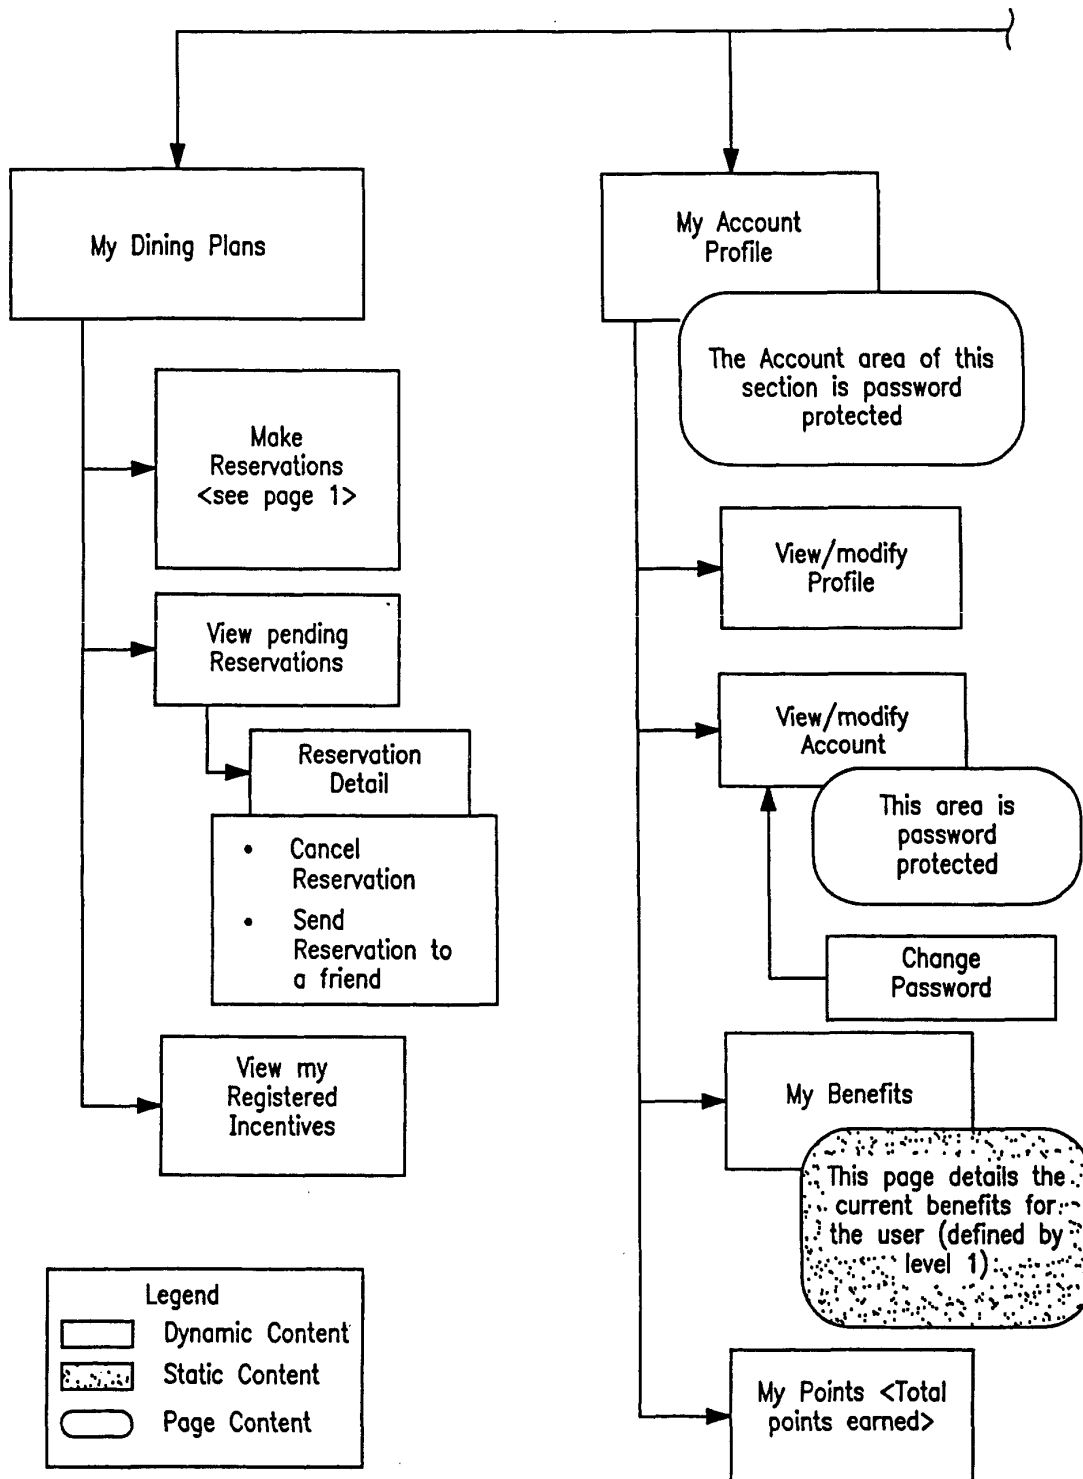 My Dining Plans
Make
Reservations
<see page 1>
View pending
Reservations
Reservation
Detail
• Cancel
Reservation
• Send
Reservation to
a friend
View my
Registered
Incentives
My Account
Profile
The Account area of this
section is password
protected
View/modify
Profile
View/modify
Account
This area is
password
protected
Change
Password
My Benefits
This page details the
current benefits for
the user (defined by
level 1)
My Points <Total
points earned>
Legend
Dynamic Content
Static Content
Page Content